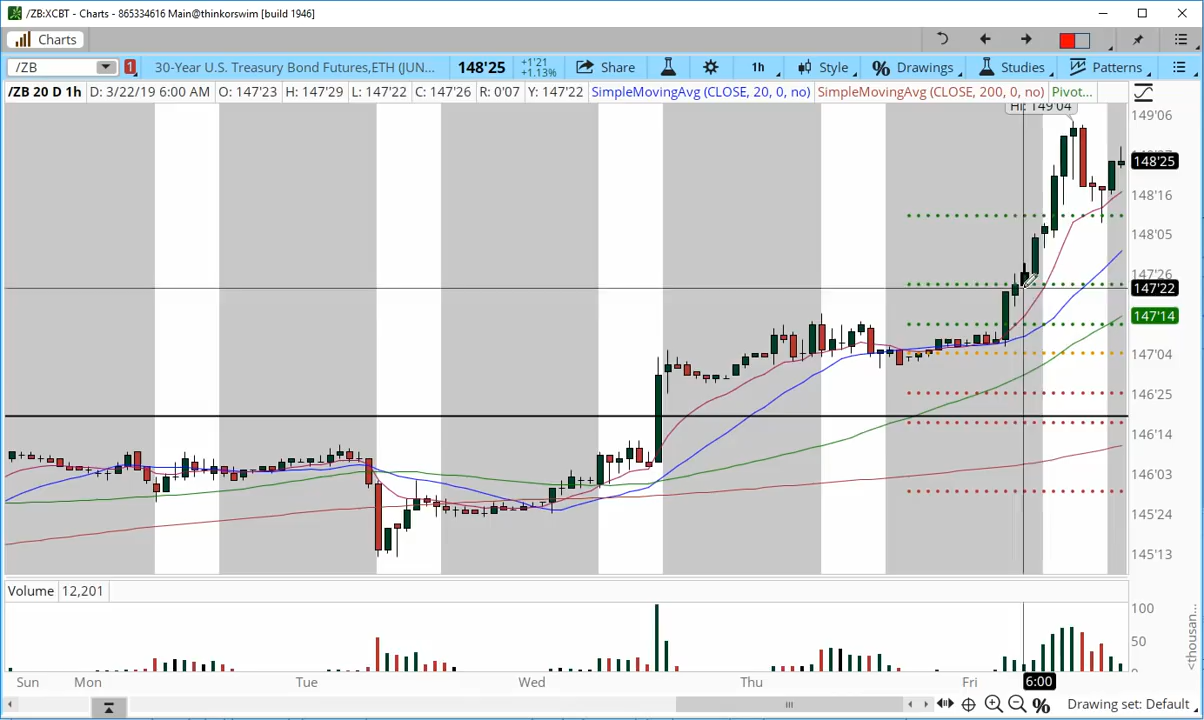 /ZB:XCBT - Charts - 865334616 Main@thinkorswim [build 1946]
Charts
/ZB 1 30-Year U.S. Treasury Bond Futures,ETH (JUN... 148'25 +1'21 +1.13% Share 1h Style % Drawings Studies Patterns
/ZB 20 D 1h D: 3/22/19 6:00 AM O: 147'23 H: 147'29 L: 147'22 C: 147'26 R: 0'07 Y: 147'22 SimpleMovingAvg (CLOSE, 20, 0, no) SimpleMovingAvg (CLOSE, 200, 0, no) Pivot...
Hi: 149'04
149'06
148'25
148'16
148'05
147'26
147'22
147'14
147'04
146'25
146'14
146'03
145'24
145'13
Volume 12,201
100
50
0
<thousan...
Sun Mon Tue Wed Thu Fri 6:00
% Drawing set: Default